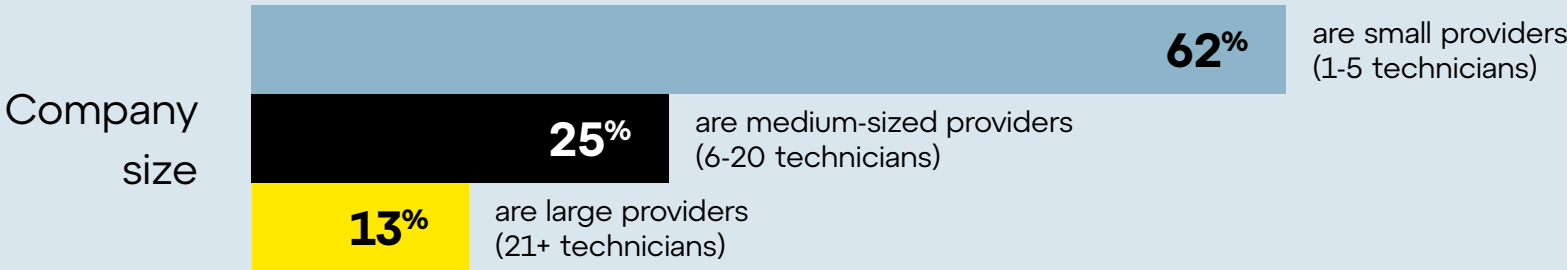 Company
size
62%
are small providers
(1-5 technicians)
25%
are medium-sized providers
(6-20 technicians)
13%
are large providers
(21+ technicians)